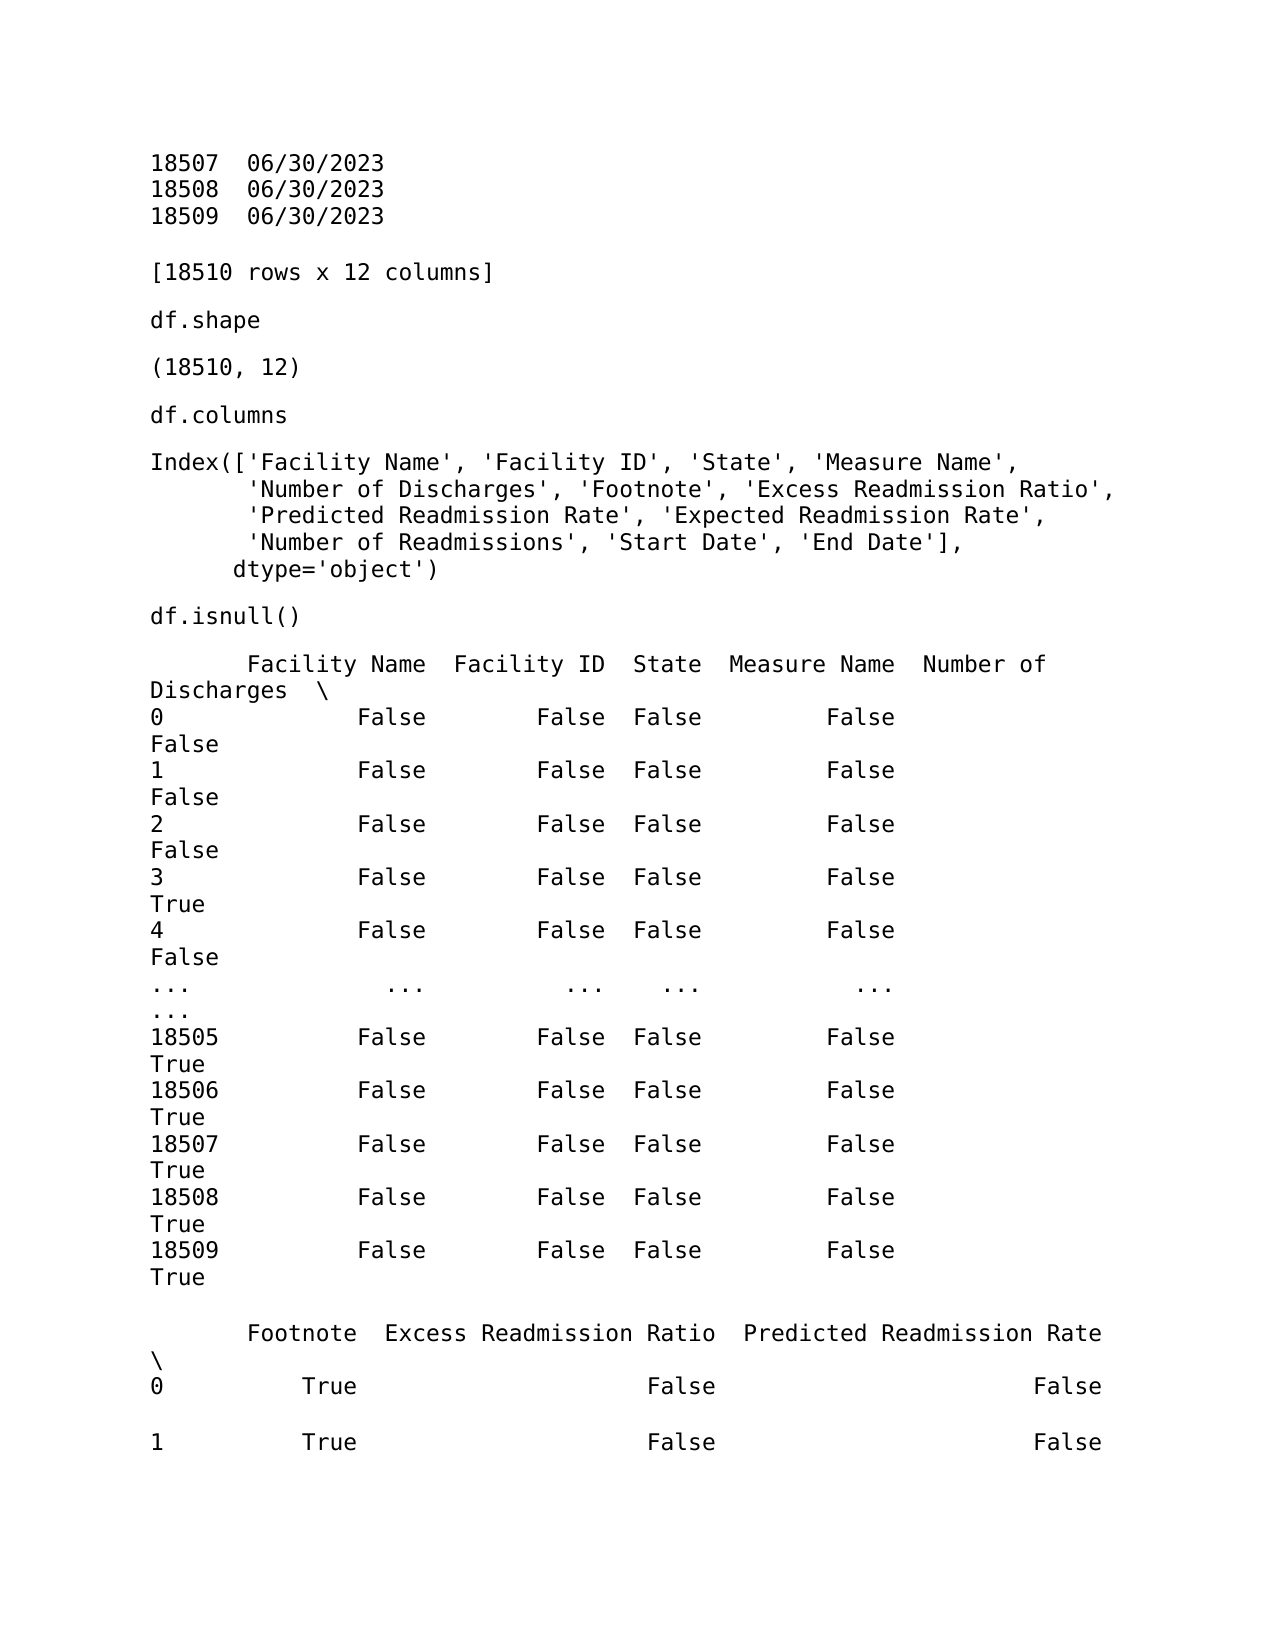 18507  06/30/2023
18508  06/30/2023
18509  06/30/2023

[18510 rows x 12 columns]

df.shape

(18510, 12)

df.columns

Index(['Facility Name', 'Facility ID', 'State', 'Measure Name',
       'Number of Discharges', 'Footnote', 'Excess Readmission Ratio',
       'Predicted Readmission Rate', 'Expected Readmission Rate',
       'Number of Readmissions', 'Start Date', 'End Date'],
      dtype='object')

df.isnull()

       Facility Name  Facility ID  State  Measure Name  Number of
Discharges  \
0              False        False  False         False
False
1              False        False  False         False
False
2              False        False  False         False
False
3              False        False  False         False
True
4              False        False  False         False
False
...              ...          ...    ...           ...
...
18505          False        False  False         False
True
18506          False        False  False         False
True
18507          False        False  False         False
True
18508          False        False  False         False
True
18509          False        False  False         False
True

       Footnote  Excess Readmission Ratio  Predicted Readmission Rate
\
0          True                     False                       False

1          True                     False                       False